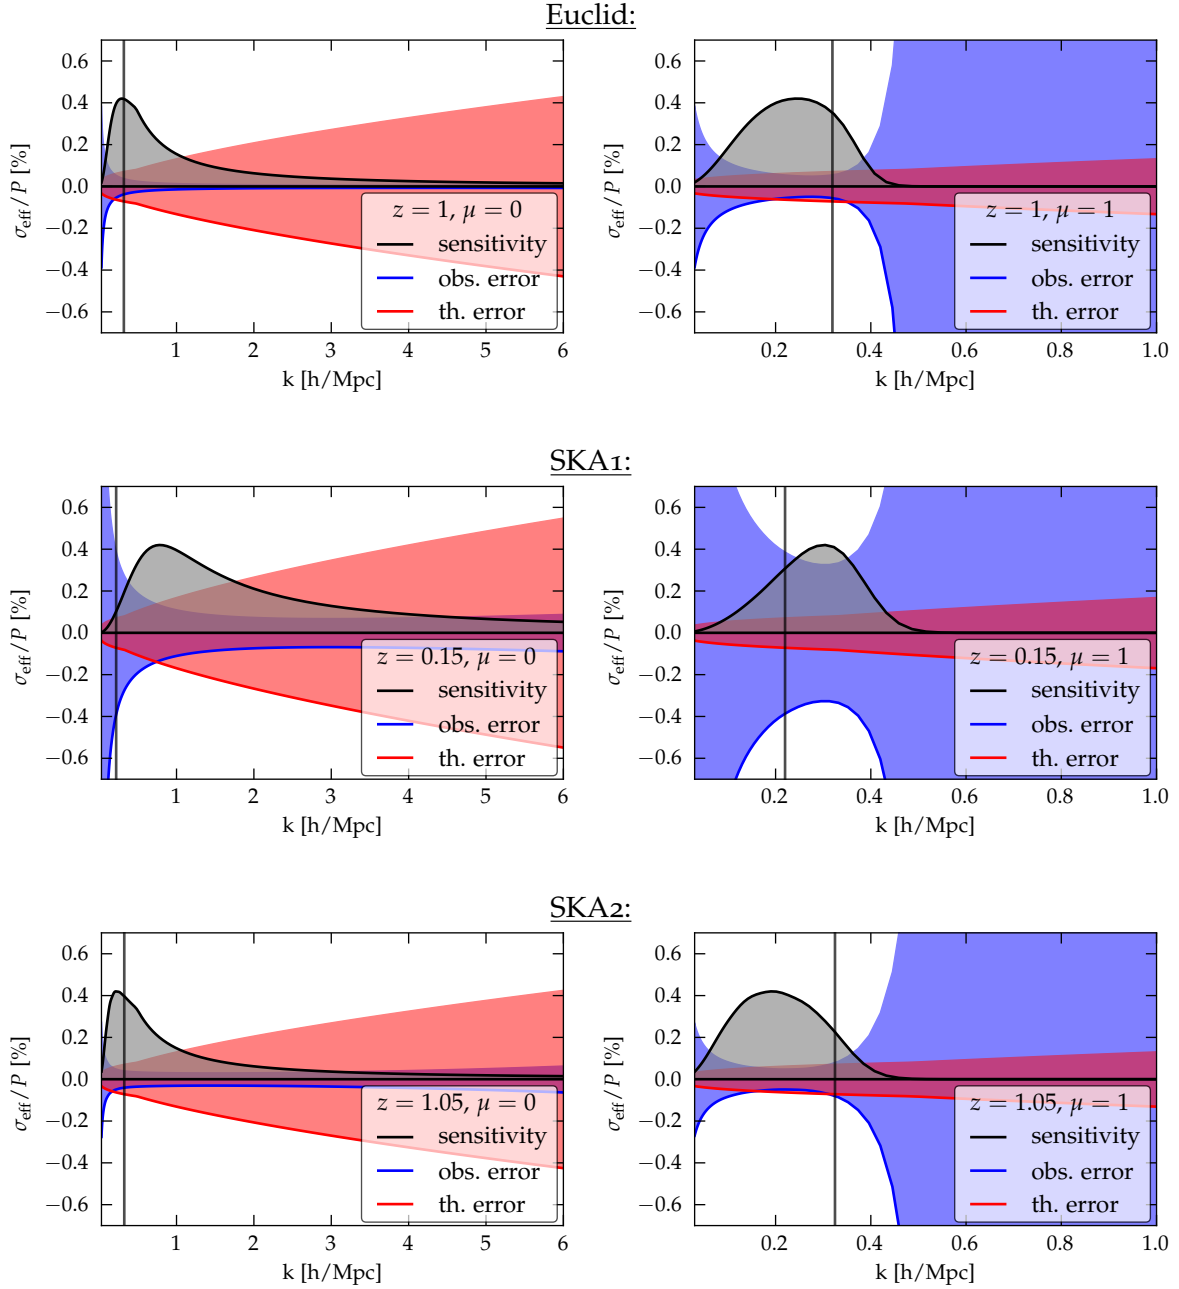 Euclid:
0.6
0.4
0.2
0.0
−0.2
−0.4
−0.6
σeff/P [%]
z = 1, μ = 0
sensitivity
obs. error
th. error
1 2 3 4 5 6
k [h/Mpc]
0.6
0.4
0.2
0.0
−0.2
−0.4
−0.6
σeff/P [%]
z = 1, μ = 1
sensitivity
obs. error
th. error
0.2 0.4 0.6 0.8 1.0
k [h/Mpc]
SKA1:
0.6
0.4
0.2
0.0
−0.2
−0.4
−0.6
σeff/P [%]
z = 0.15, μ = 0
sensitivity
obs. error
th. error
1 2 3 4 5 6
k [h/Mpc]
0.6
0.4
0.2
0.0
−0.2
−0.4
−0.6
σeff/P [%]
z = 0.15, μ = 1
sensitivity
obs. error
th. error
0.2 0.4 0.6 0.8 1.0
k [h/Mpc]
SKA2:
0.6
0.4
0.2
0.0
−0.2
−0.4
−0.6
σeff/P [%]
z = 1.05, μ = 0
sensitivity
obs. error
th. error
1 2 3 4 5 6
k [h/Mpc]
0.6
0.4
0.2
0.0
−0.2
−0.4
−0.6
σeff/P [%]
z = 1.05, μ = 1
sensitivity
obs. error
th. error
0.2 0.4 0.6 0.8 1.0
k [h/Mpc]